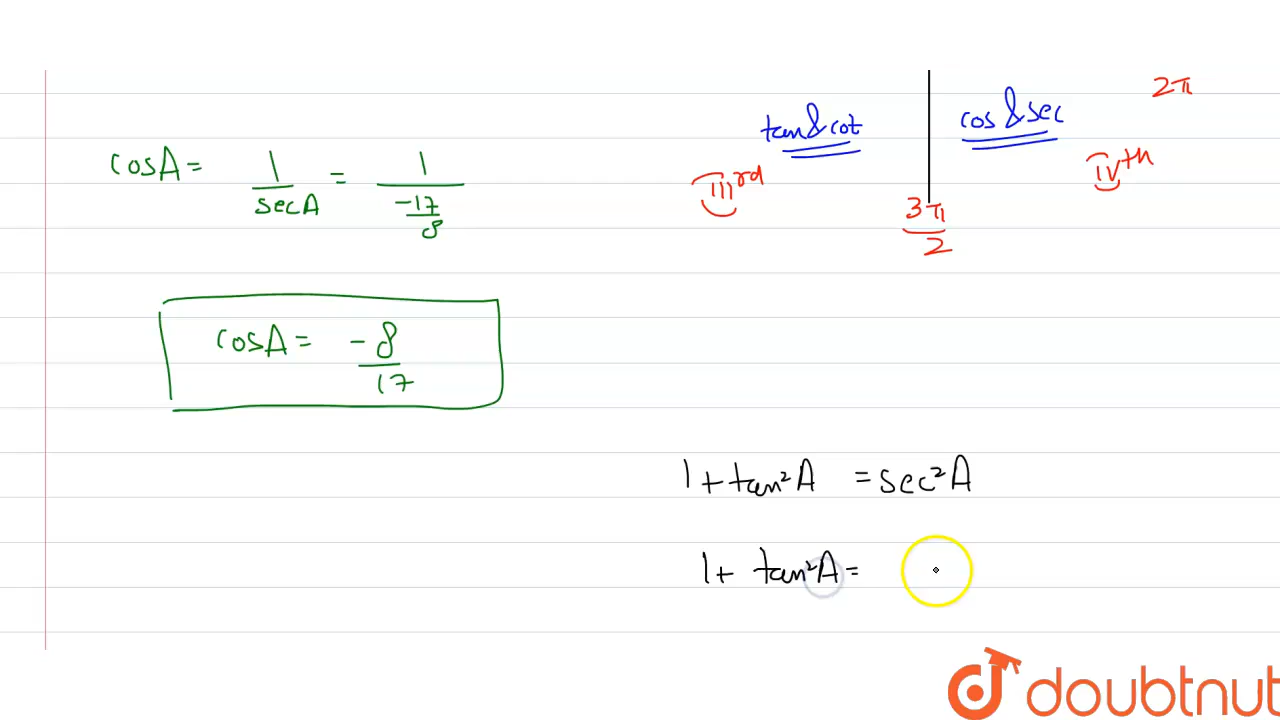 2π
tan & cot
cos & sec
cosA = 1/secA = 1/(-17/8)
IIIrd
IVth
3π/2
cosA = -8/17
1 + tan²A = sec²A
1 + tan²A =
doubtnut